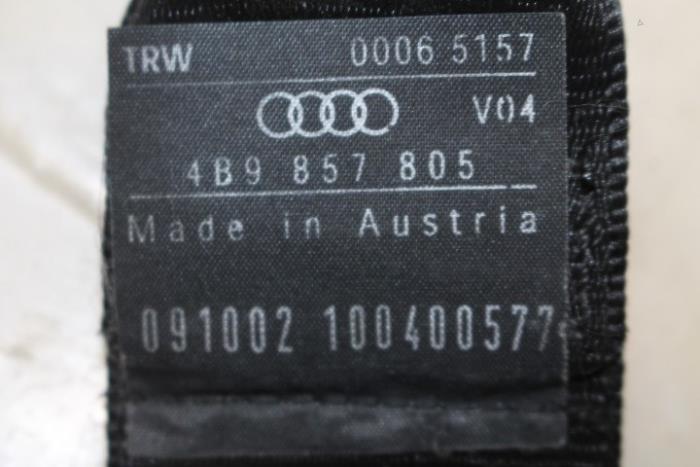 TRW 0006 5157
V04
4B9 857 805
Made in Austria
091002 100400577